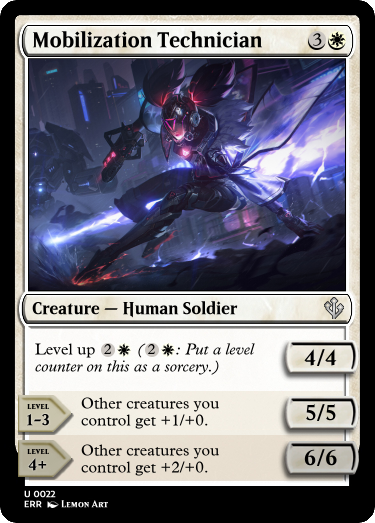 Mobilization Technician 3
Creature — Human Soldier
Level up 2 (2: Put a level
counter on this as a sorcery.)
4/4
LEVEL
1-3
Other creatures you
control get +1/+0.
5/5
LEVEL
4+
Other creatures you
control get +2/+0.
6/6
U 0022
ERR LEMON ART